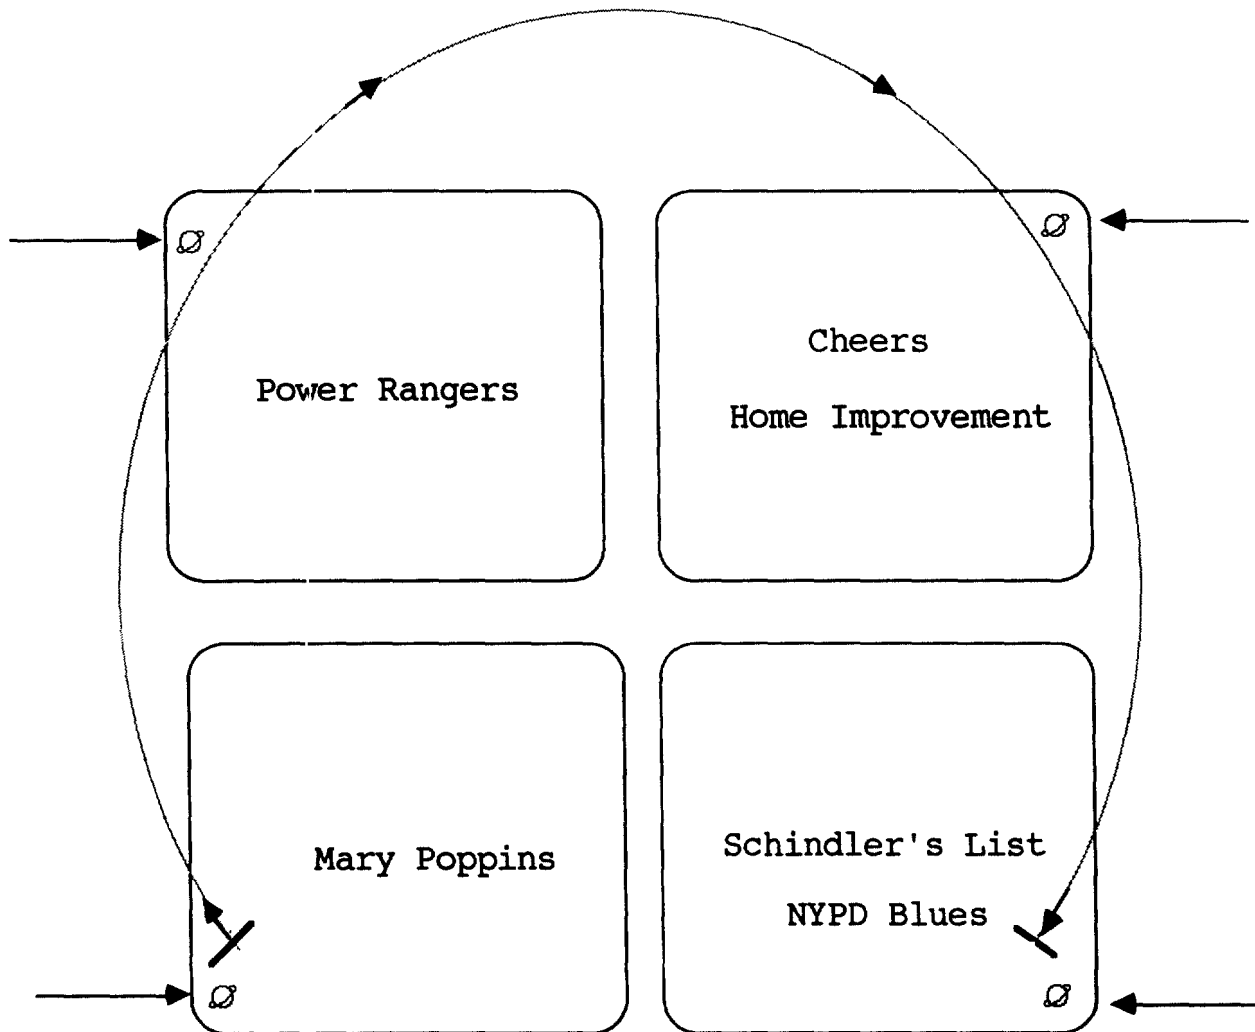 Power Rangers
Cheers
Home Improvement
Mary Poppins
Schindler's List
NYPD Blues